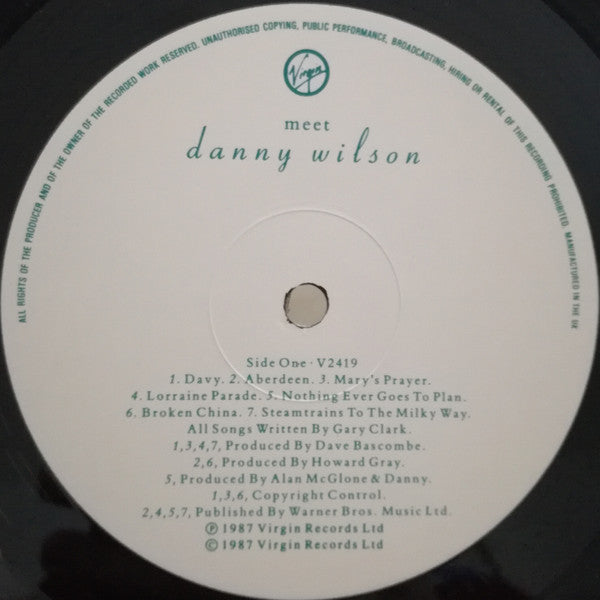 ALL RIGHTS OF THE PRODUCER AND OF THE OWNER OF THE RECORDED WORK RESERVED. UNAUTHORISED COPYING, PUBLIC PERFORMANCE, BROADCASTING, HIRING OR RENTAL OF THIS RECORDING PROHIBITED. MANUFACTURED IN THE UK
Virgin
meet
danny wilson
Side One · V2419
1. Davy. 2. Aberdeen. 3. Mary's Prayer.
4. Lorraine Parade. 5. Nothing Ever Goes To Plan.
6. Broken China. 7. Steamtrains To The Milky Way.
All Songs Written By Gary Clark.
1,3,4,7, Produced By Dave Bascombe.
2,6, Produced By Howard Gray.
5, Produced By Alan McGlone & Danny.
1,3,6, Copyright Control.
2,4,5,7, Published By Warner Bros. Music Ltd.
℗ 1987 Virgin Records Ltd
© 1987 Virgin Records Ltd